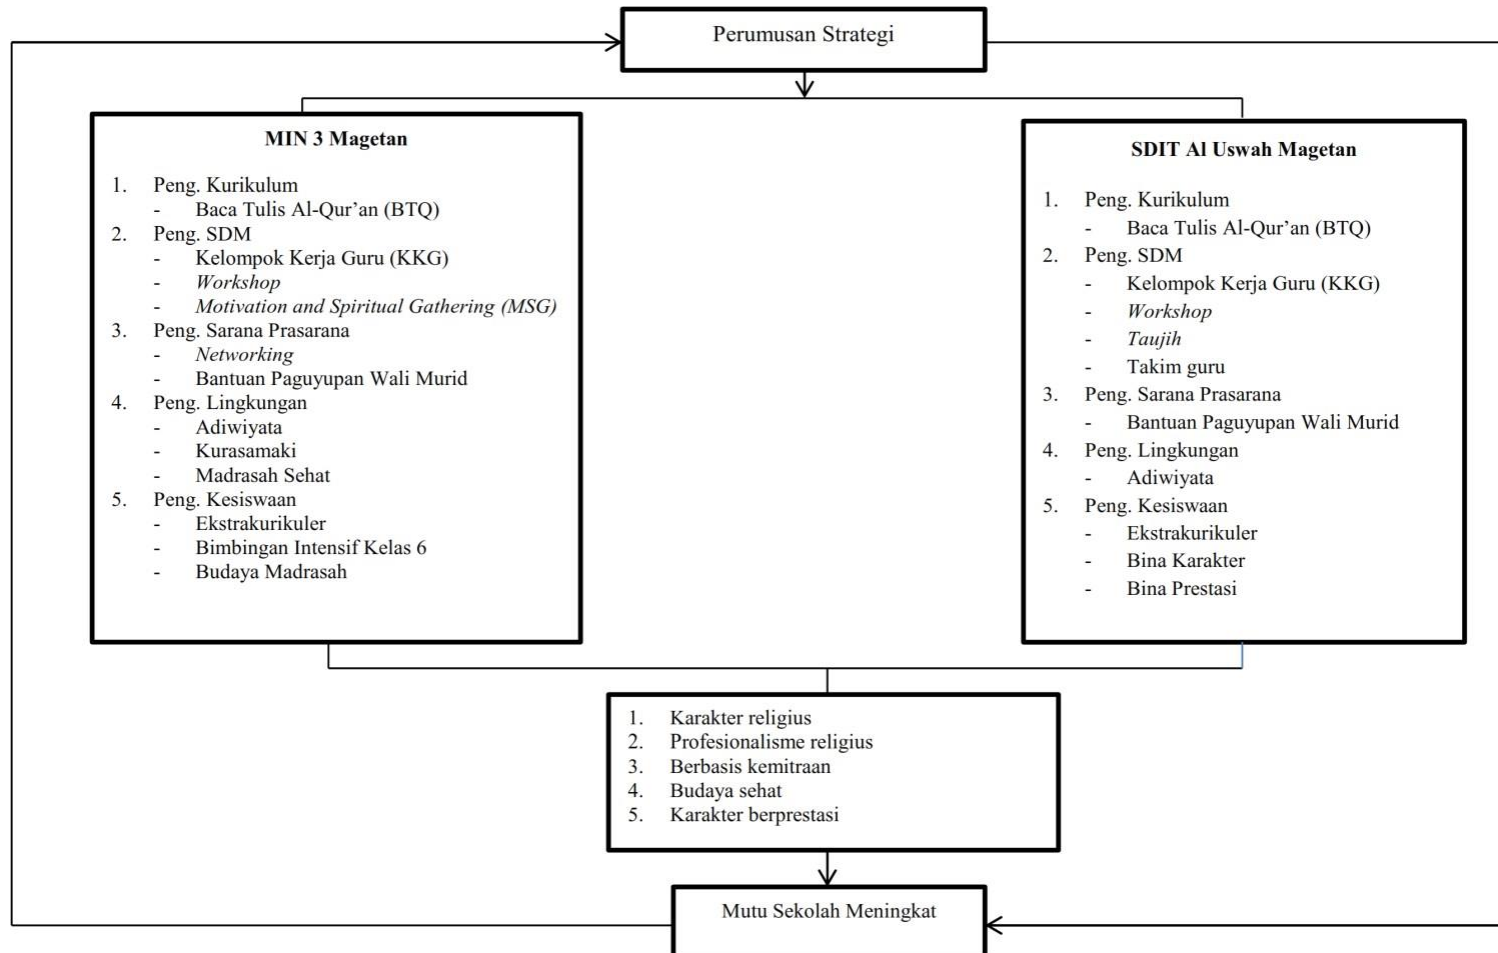 Perumusan Strategi
MIN 3 Magetan
1. Peng. Kurikulum
- Baca Tulis Al-Qur’an (BTQ)
2. Peng. SDM
- Kelompok Kerja Guru (KKG)
- Workshop
- Motivation and Spiritual Gathering (MSG)
3. Peng. Sarana Prasarana
- Networking
- Bantuan Paguyupan Wali Murid
4. Peng. Lingkungan
- Adiwiyata
- Kurasamaki
- Madrasah Sehat
5. Peng. Kesiswaan
- Ekstrakurikuler
- Bimbingan Intensif Kelas 6
- Budaya Madrasah
SDIT Al Uswah Magetan
1. Peng. Kurikulum
- Baca Tulis Al-Qur’an (BTQ)
2. Peng. SDM
- Kelompok Kerja Guru (KKG)
- Workshop
- Taujih
- Takim guru
3. Peng. Sarana Prasarana
- Bantuan Paguyupan Wali Murid
4. Peng. Lingkungan
- Adiwiyata
5. Peng. Kesiswaan
- Ekstrakurikuler
- Bina Karakter
- Bina Prestasi
1. Karakter religius
2. Profesionalisme religius
3. Berbasis kemitraan
4. Budaya sehat
5. Karakter berprestasi
Mutu Sekolah Meningkat